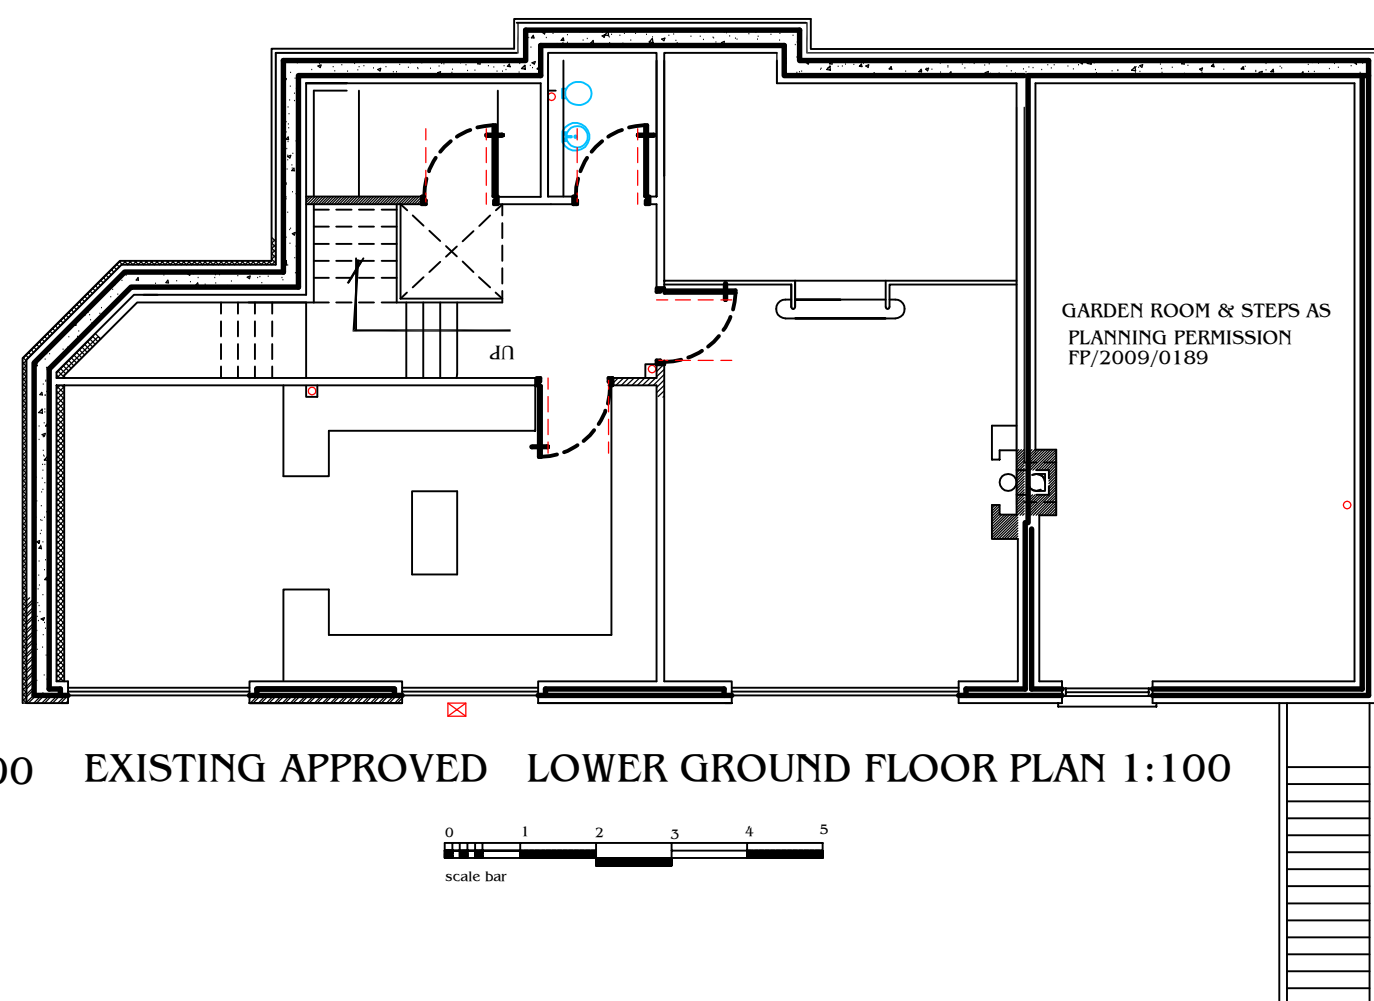 GARDEN ROOM & STEPS AS
PLANNING PERMISSION
FP/2009/0189
UP
00 EXISTING APPROVED LOWER GROUND FLOOR PLAN 1:100
0 1 2 3 4 5
scale bar